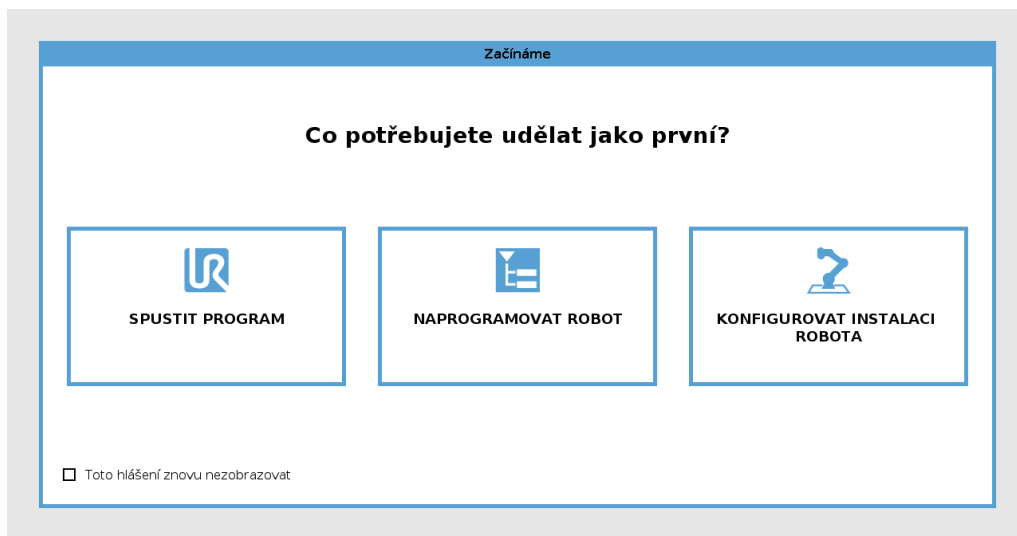 Začínáme
Co potřebujete udělat jako první?
SPUSTIT PROGRAM
NAPROGRAMOVAT ROBOT
KONFIGUROVAT INSTALACI
ROBOTA
Toto hlášení znovu nezobrazovat